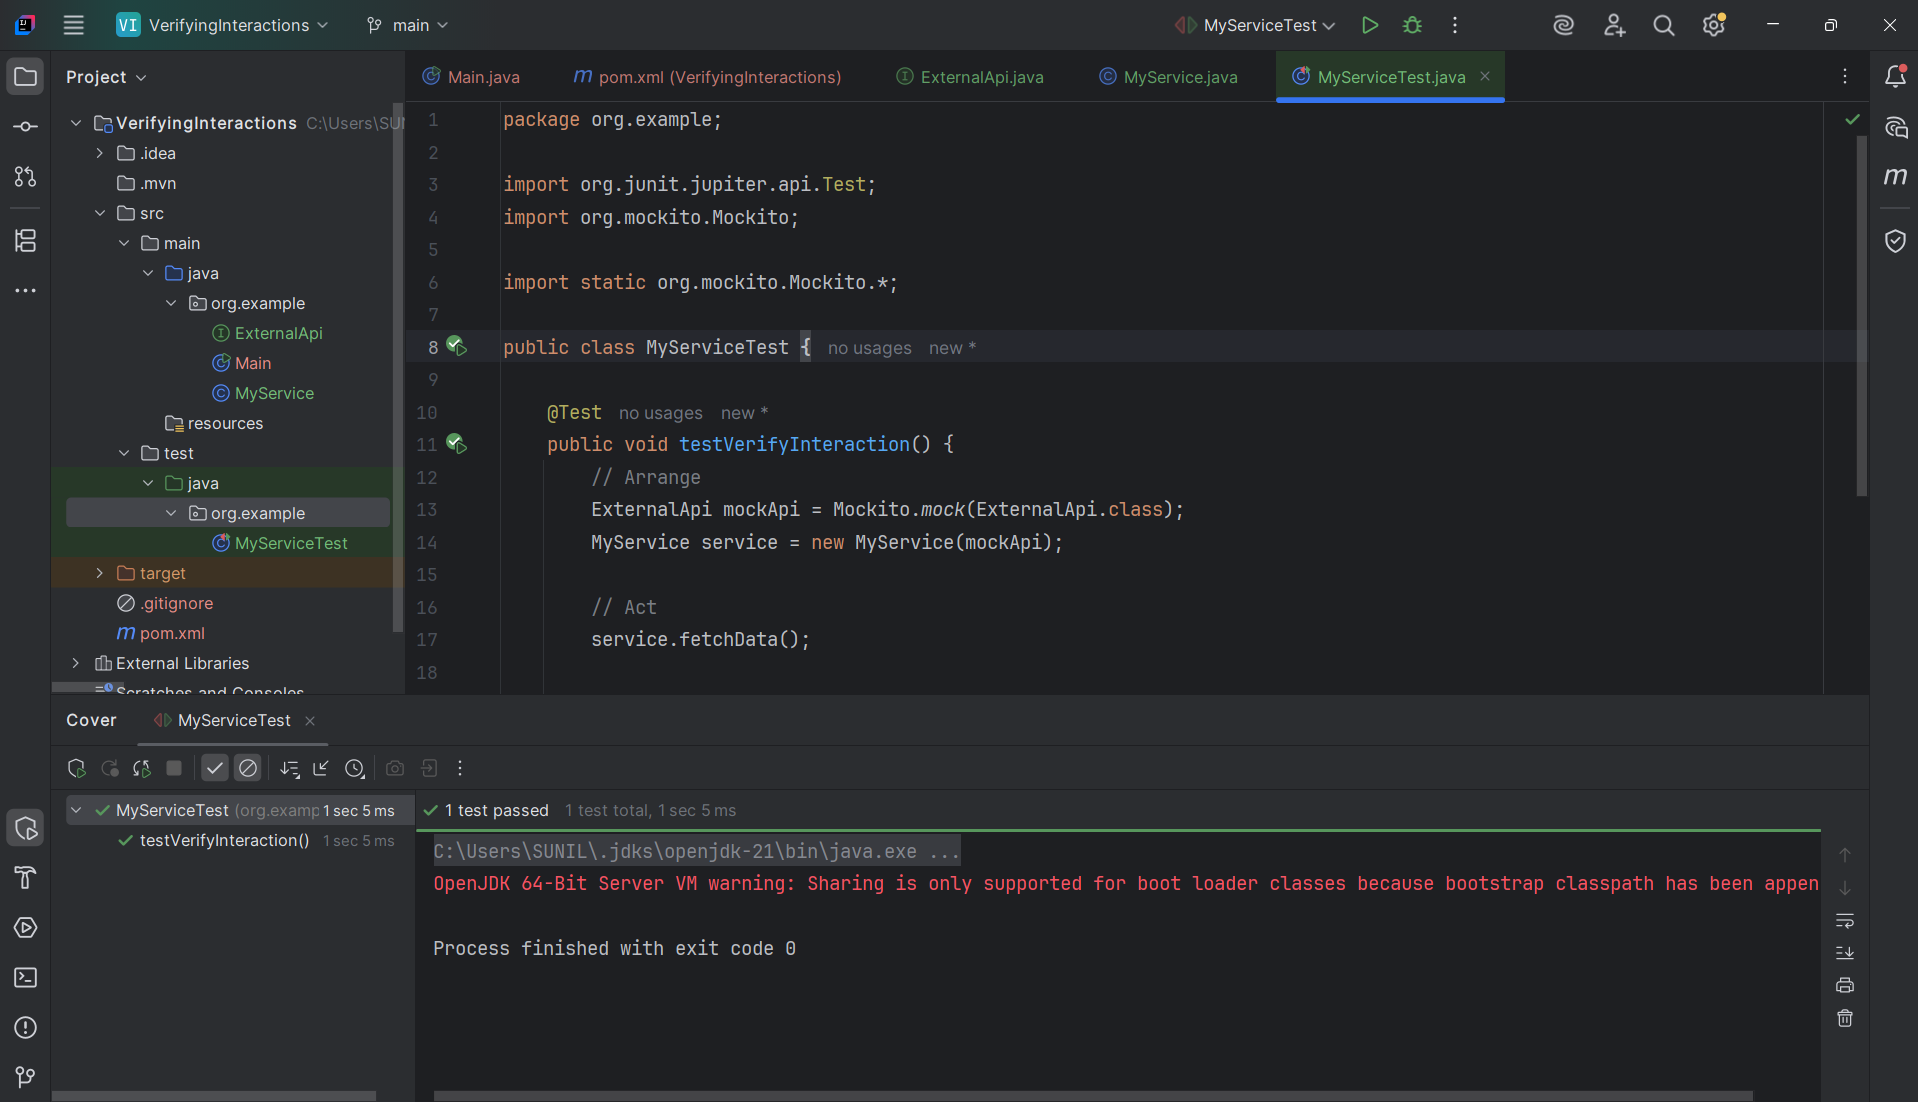 VI VerifyingInteractions main MyServiceTest
Project
Main.java pom.xml (VerifyingInteractions) ExternalApi.java MyService.java MyServiceTest.java
VerifyingInteractions C:\Users\SU
.idea
.mvn
src
main
java
org.example
ExternalApi
Main
MyService
resources
test
java
org.example
MyServiceTest
target
.gitignore
pom.xml
External Libraries
Scratches and Consoles
1 package org.example;
2
3 import org.junit.jupiter.api.Test;
4 import org.mockito.Mockito;
5
6 import static org.mockito.Mockito.*;
7
8 public class MyServiceTest { no usages new *
9
10 @Test no usages new *
11 public void testVerifyInteraction() {
12 // Arrange
13 ExternalApi mockApi = Mockito.mock(ExternalApi.class);
14 MyService service = new MyService(mockApi);
15
16 // Act
17 service.fetchData();
18
Cover MyServiceTest
MyServiceTest (org.examp 1 sec 5 ms
testVerifyInteraction() 1 sec 5 ms
1 test passed 1 test total, 1 sec 5 ms
C:\Users\SUNIL\.jdks\openjdk-21\bin\java.exe ...
OpenJDK 64-Bit Server VM warning: Sharing is only supported for boot loader classes because bootstrap classpath has been appen
Process finished with exit code 0